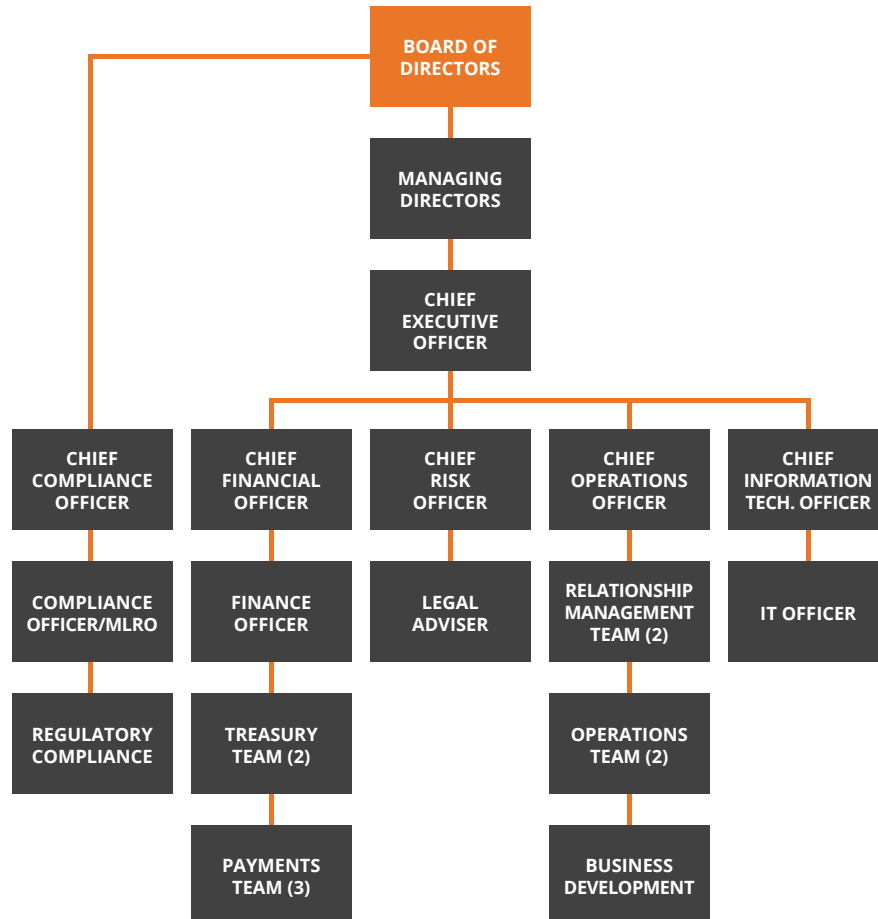 BOARD OF
DIRECTORS
MANAGING
DIRECTORS
CHIEF
EXECUTIVE
OFFICER
CHIEF
COMPLIANCE
OFFICER
CHIEF
FINANCIAL
OFFICER
CHIEF
RISK
OFFICER
CHIEF
OPERATIONS
OFFICER
CHIEF
INFORMATION
TECH. OFFICER
COMPLIANCE
OFFICER/MLRO
FINANCE
OFFICER
LEGAL
ADVISER
RELATIONSHIP
MANAGEMENT
TEAM (2)
IT OFFICER
REGULATORY
COMPLIANCE
TREASURY
TEAM (2)
OPERATIONS
TEAM (2)
PAYMENTS
TEAM (3)
BUSINESS
DEVELOPMENT